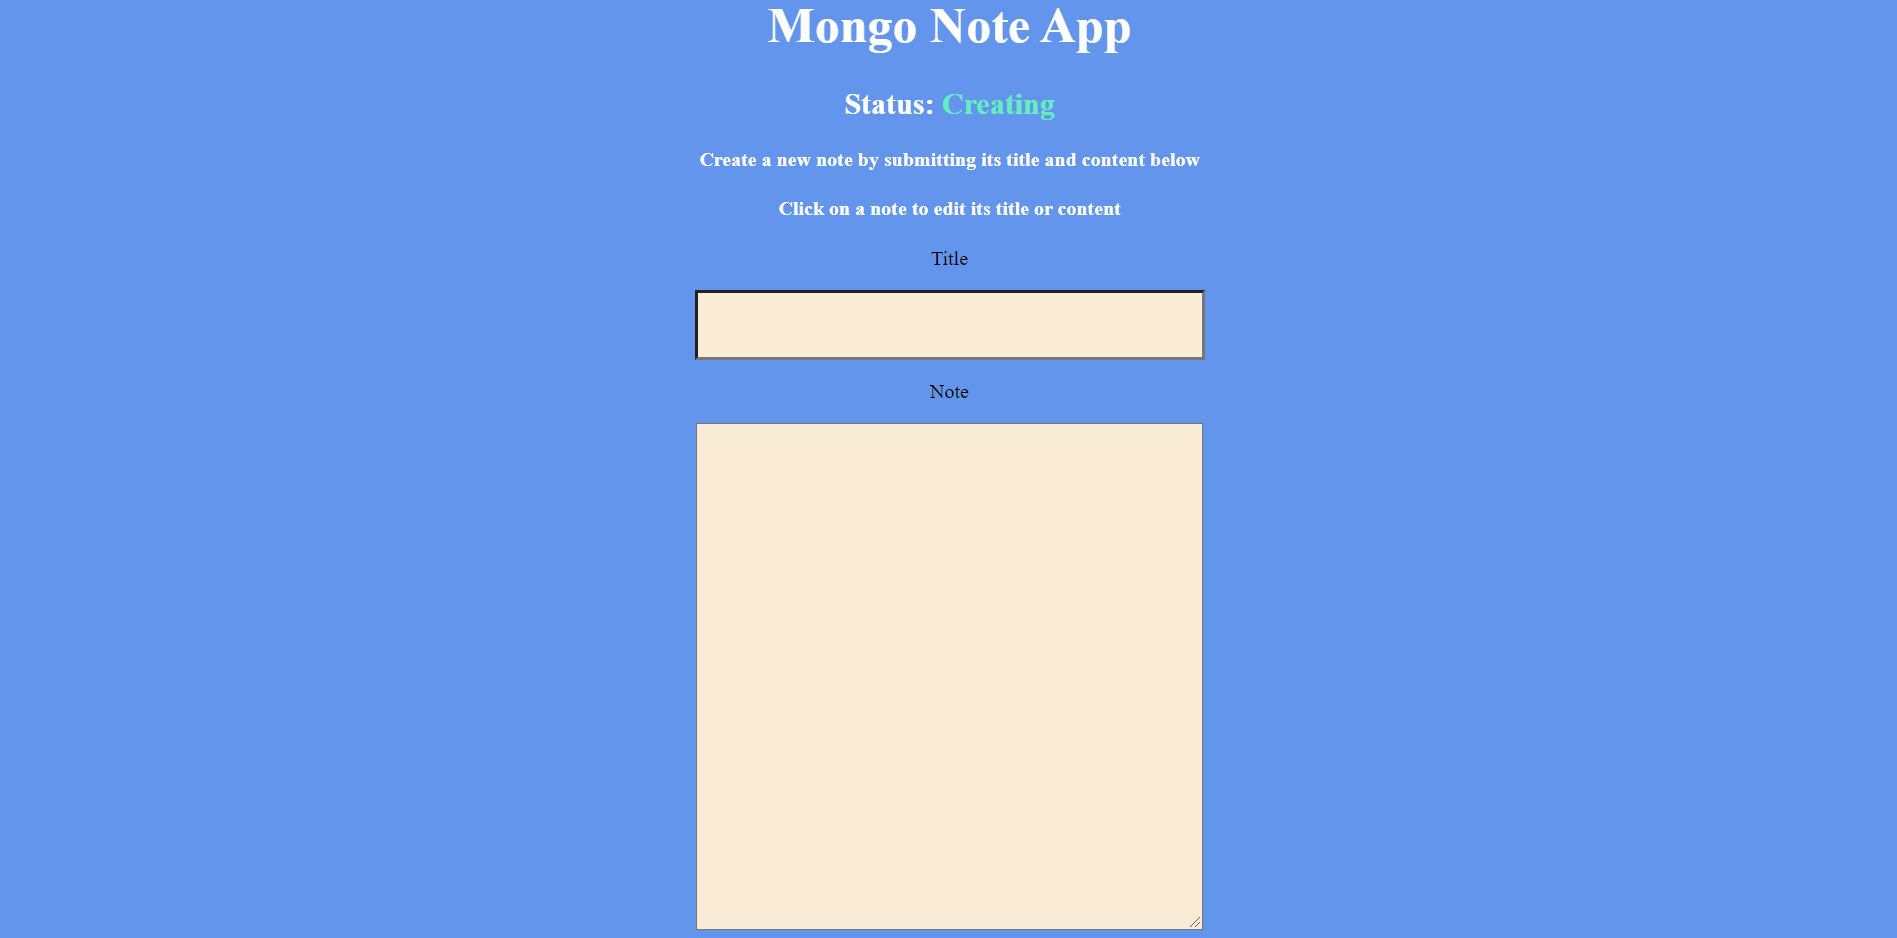 Mongo Note App
Status: Creating
Create a new note by submitting its title and content below
Click on a note to edit its title or content
Title
Note